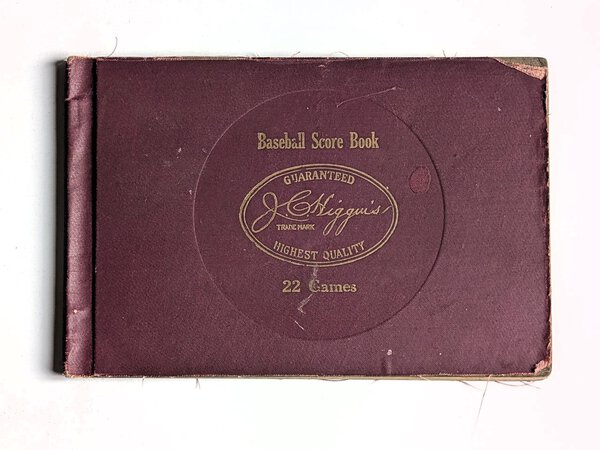 Baseball Score Book
GUARANTEED
J.C. Higgins
TRADE MARK
HIGHEST QUALITY
22 Games